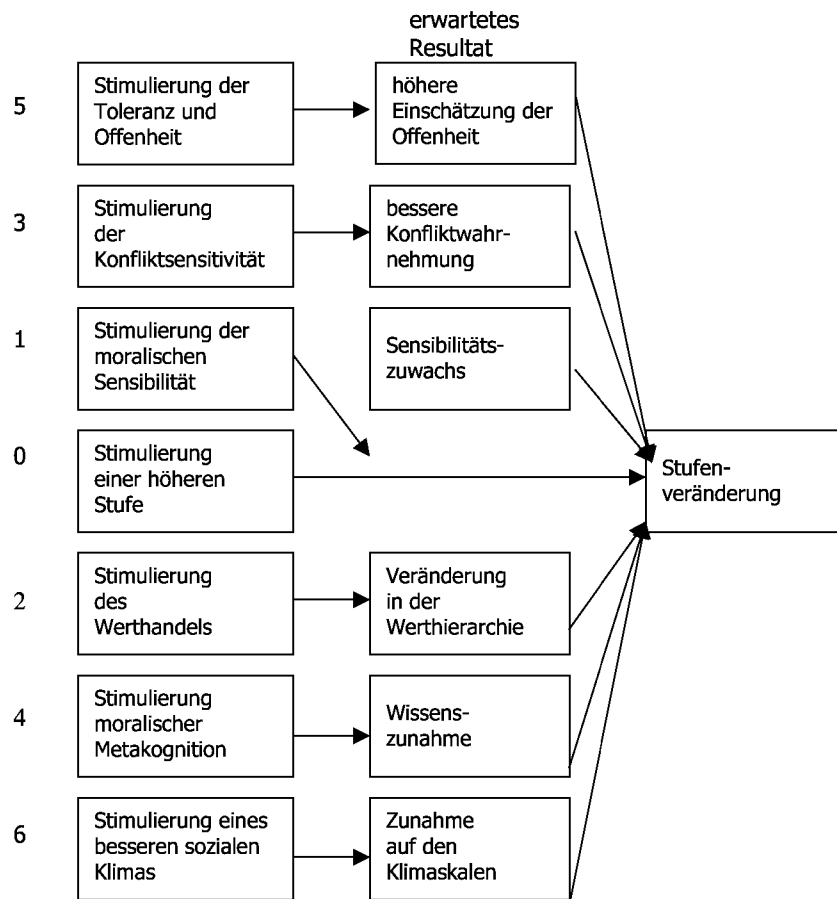 erwartetes
Resultat
5
Stimulierung der
Toleranz und
Offenheit
höhere
Einschätzung der
Offenheit
3
Stimulierung
der
Konfliktsensitivität
bessere
Konfliktwahr-
nehmung
1
Stimulierung der
moralischen
Sensibilität
Sensibilitäts-
zuwachs
0
Stimulierung
einer höheren
Stufe
Stufen-
veränderung
2
Stimulierung
des
Werthandels
Veränderung
in der
Werthierarchie
4
Stimulierung
moralischer
Metakognition
Wissens-
zunahme
6
Stimulierung eines
besseren sozialen
Klimas
Zunahme
auf den
Klimaskalen